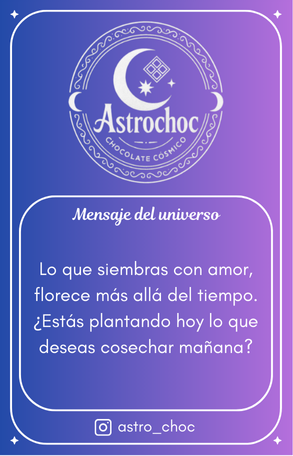 Astrochoc
CHOCOLATE CÓSMICO
Mensaje del universo
Lo que siembras con amor,
florece más allá del tiempo.
¿Estás plantando hoy lo que
deseas cosechar mañana?
astro_choc